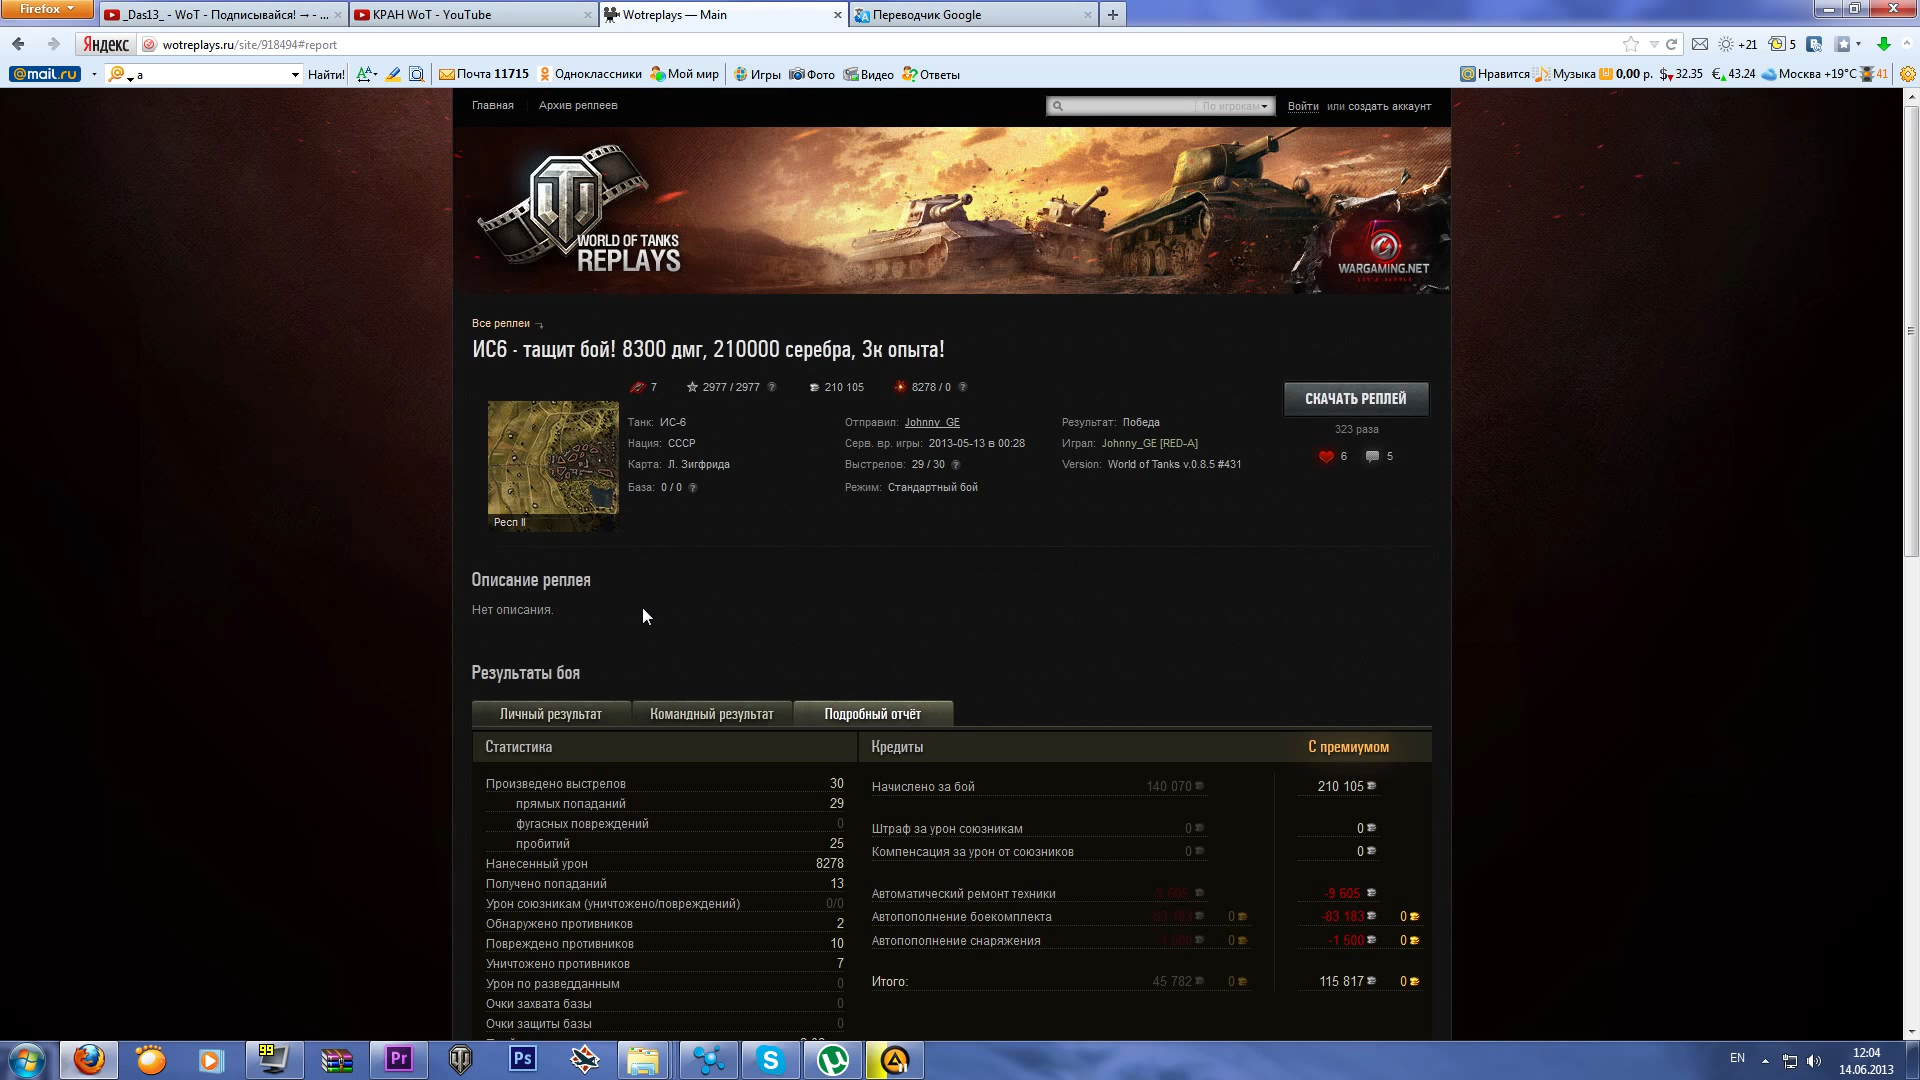 Firefox
_Das13_ - WoT - Подписывайся! → - ...
КРАН WoT - YouTube
Wotreplays — Main
Переводчик Google
Яндекс
wotreplays.ru/site/918494#report
+21
5
@mail.ru
а
Найти!
Почта 11715
Одноклассники
Мой мир
Игры
Фото
Видео
Ответы
Нравится
Музыка
0,00 р.
$ 32.35
€ 43.24
Москва +19°C
41
Главная
Архив реплеев
По игрокам
Войти или создать аккаунт
WORLD OF TANKS
REPLAYS
WARGAMING.NET
Все реплеи
ИС6 - тащит бой! 8300 дмг, 210000 серебра, 3к опыта!
7
2977 / 2977 ?
210 105
8278 / 0 ?
СКАЧАТЬ РЕПЛЕЙ
323 раза
6
5
Респ II
Танк: ИС-6
Нация: СССР
Карта: Л. Зигфрида
База: 0 / 0 ?
Отправил: Johnny_GE
Серв. вр. игры: 2013-05-13 в 00:28
Выстрелов: 29 / 30 ?
Режим: Стандартный бой
Результат: Победа
Играл: Johnny_GE [RED-A]
Version: World of Tanks v.0.8.5 #431
Описание реплея
Нет описания.
Результаты боя
Личный результат
Командный результат
Подробный отчёт
Статистика
Произведено выстрелов 30
прямых попаданий 29
фугасных повреждений 0
пробитий 25
Нанесенный урон 8278
Получено попаданий 13
Урон союзникам (уничтожено/повреждений) 0/0
Обнаружено противников 2
Повреждено противников 10
Уничтожено противников 7
Урон по разведданным 0
Очки захвата базы 0
Очки защиты базы 0
Кредиты
С премиумом
Начислено за бой 140 070 210 105
Штраф за урон союзникам 0 0
Компенсация за урон от союзников 0 0
Автоматический ремонт техники -9 605 -9 605
Автопополнение боекомплекта -83 183 0 -83 183 0
Автопополнение снаряжения 0 -1 500 0
Итого: 45 782 0 115 817 0
99
Pr
Ps
EN
12:04
14.06.2013